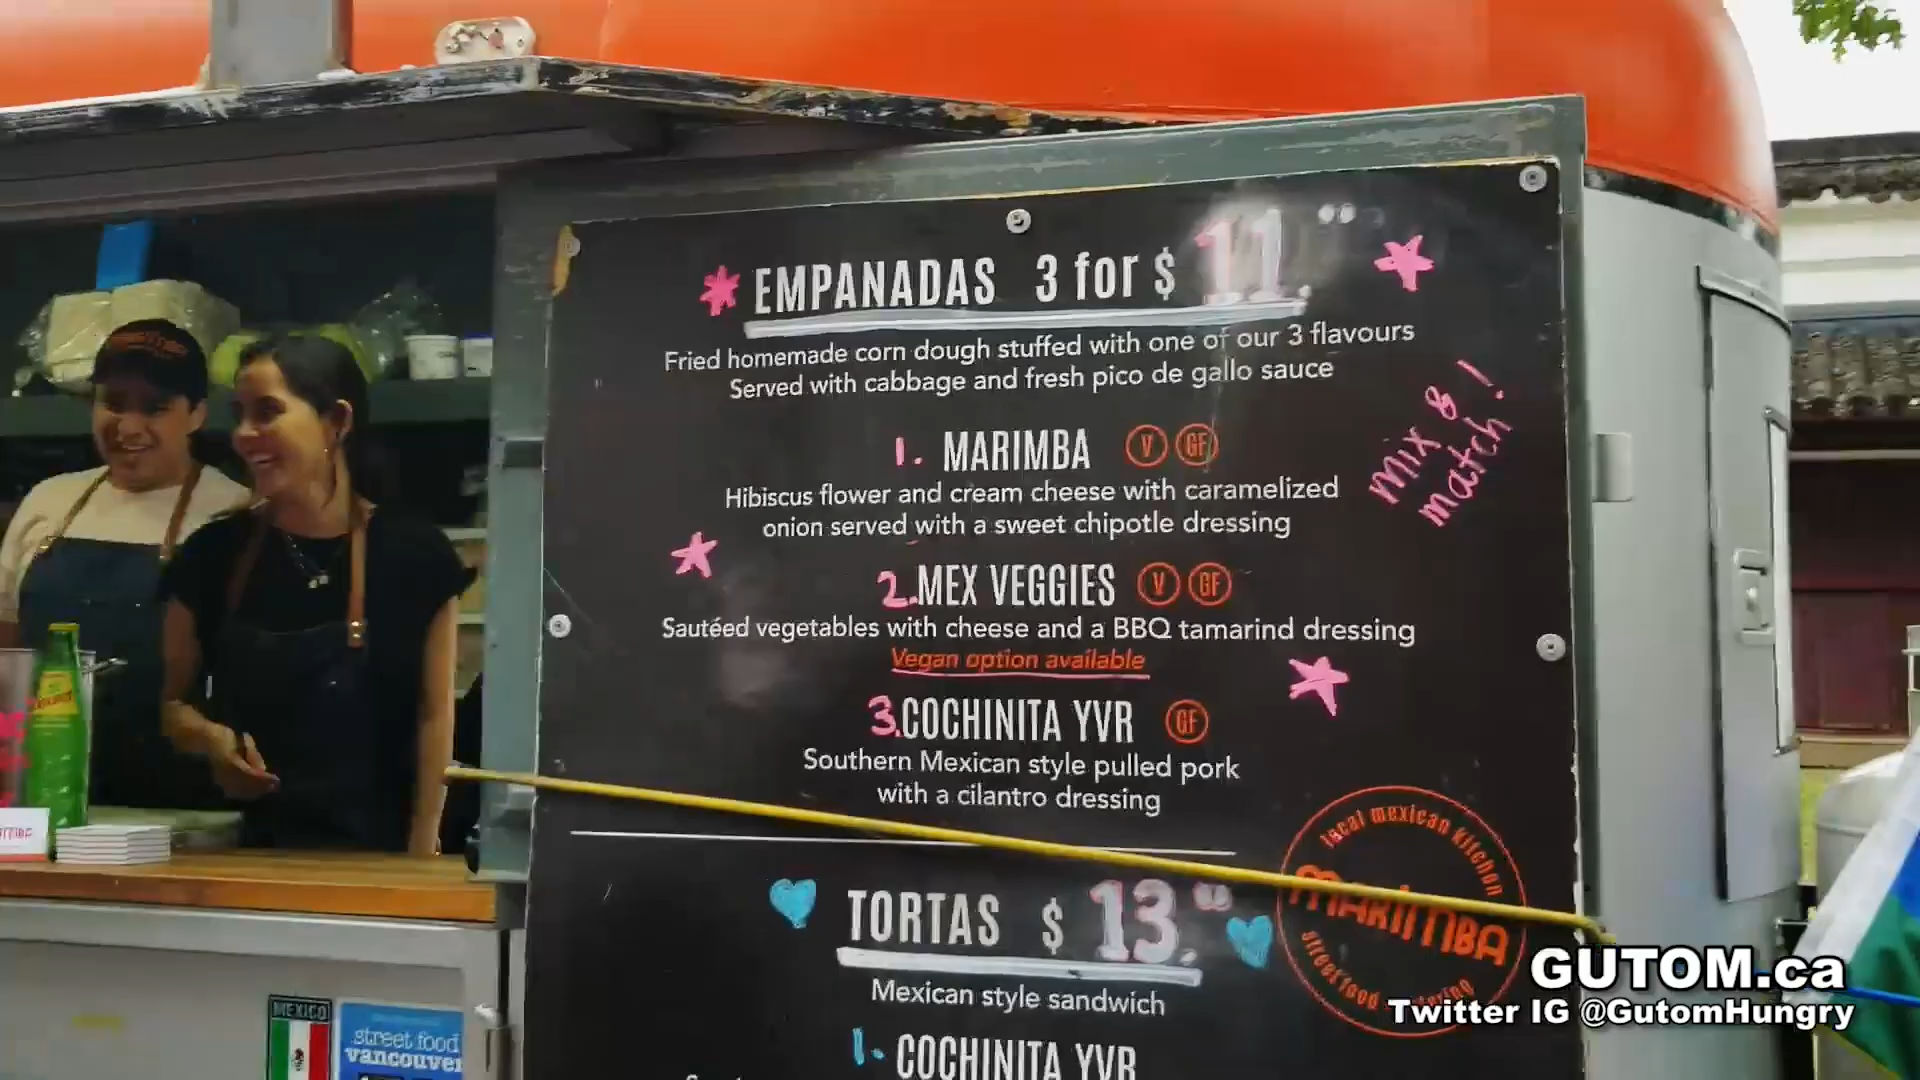 EMPANADAS 3 for $ 11.00
Fried homemade corn dough stuffed with one of our 3 flavours
Served with cabbage and fresh pico de gallo sauce
Mix &
match!
1. MARIMBA V GF
Hibiscus flower and cream cheese with caramelized
onion served with a sweet chipotle dressing
2. MEX VEGGIES V GF
Sautéed vegetables with cheese and a BBQ tamarind dressing
Vegan option available
3. COCHINITA YVR GF
Southern Mexican style pulled pork
with a cilantro dressing
TORTAS $ 13.00
Mexican style sandwich
1. COCHINITA YVR
local mexican kitchen
MARIMBA
street food
MEXICO
street food
vancouver
GUTOM.ca
Twitter IG @GutomHungry